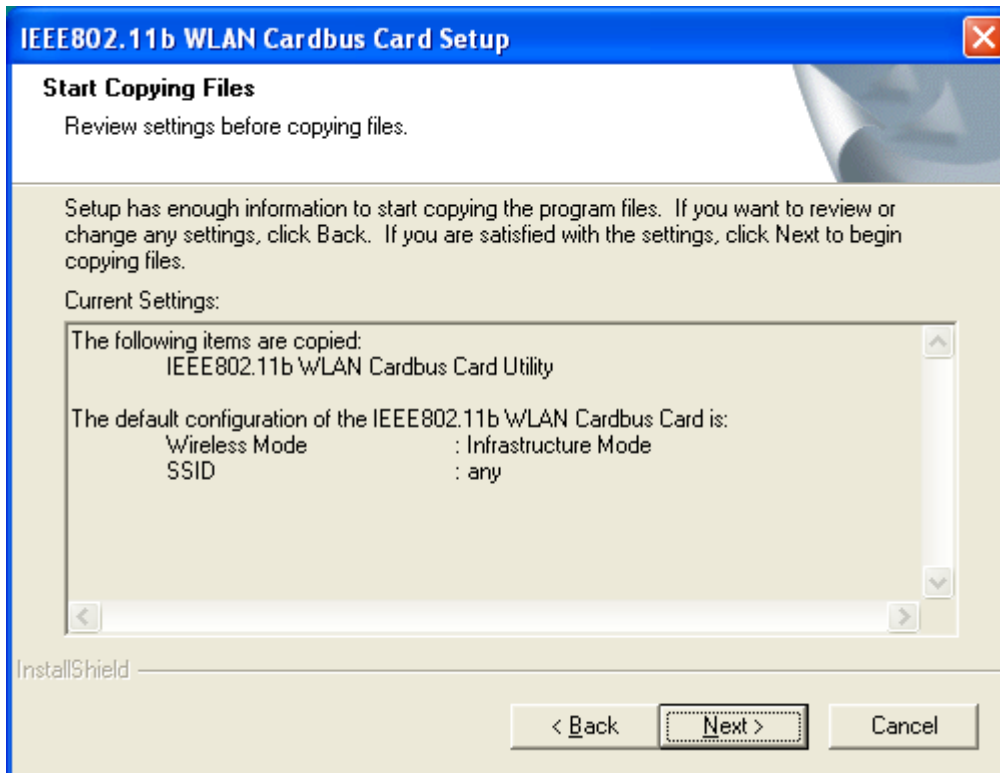 IEEE802.11b WLAN Cardbus Card Setup
Start Copying Files
Review settings before copying files.
Setup has enough information to start copying the program files. If you want to review or
change any settings, click Back. If you are satisfied with the settings, click Next to begin
copying files.
Current Settings:
The following items are copied:
IEEE802.11b WLAN Cardbus Card Utility
The default configuration of the IEEE802.11b WLAN Cardbus Card is:
Wireless Mode : Infrastructure Mode
SSID : any
InstallShield
< Back Next > Cancel